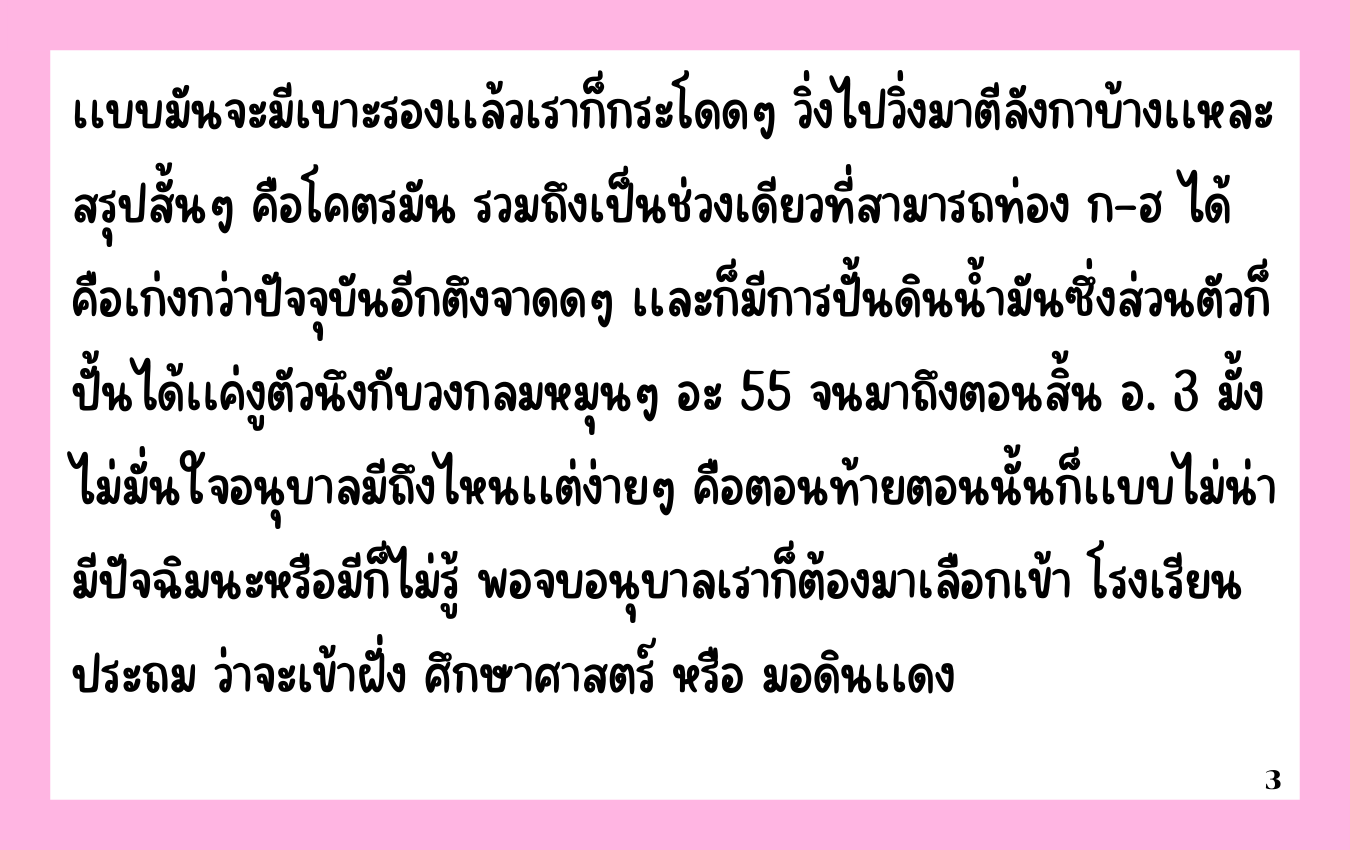 แบบมันจะมีเบาะรองแล้วเราก็กระโดดๆ วิ่งไปวิ่งมาตีลังกาบ้างแหละ
สรุปสั้นๆ คือโคตรมัน รวมถึงเป็นช่วงเดียวที่สามารถท่อง ก-ฮ ได้
คือเก่งกว่าปัจจุบันอีกตึงจาดดๆ และก็มีการปั้นดินน้ำมันซึ่งส่วนตัวก็
ปั้นได้แค่งูตัวนึงกับวงกลมหมุนๆ อะ 55 จนมาถึงตอนสิ้น อ. 3 มั้ง
ไม่มั่นใจอนุบาลมีถึงไหนแต่ง่ายๆ คือตอนท้ายตอนนั้นก็แบบไม่น่า
มีปัจฉิมนะหรือมีก็ไม่รู้ พอจบอนุบาลเราก็ต้องมาเลือกเข้า โรงเรียน
ประถม ว่าจะเข้าฝั่ง ศึกษาศาสตร์ หรือ มอดินแดง
3